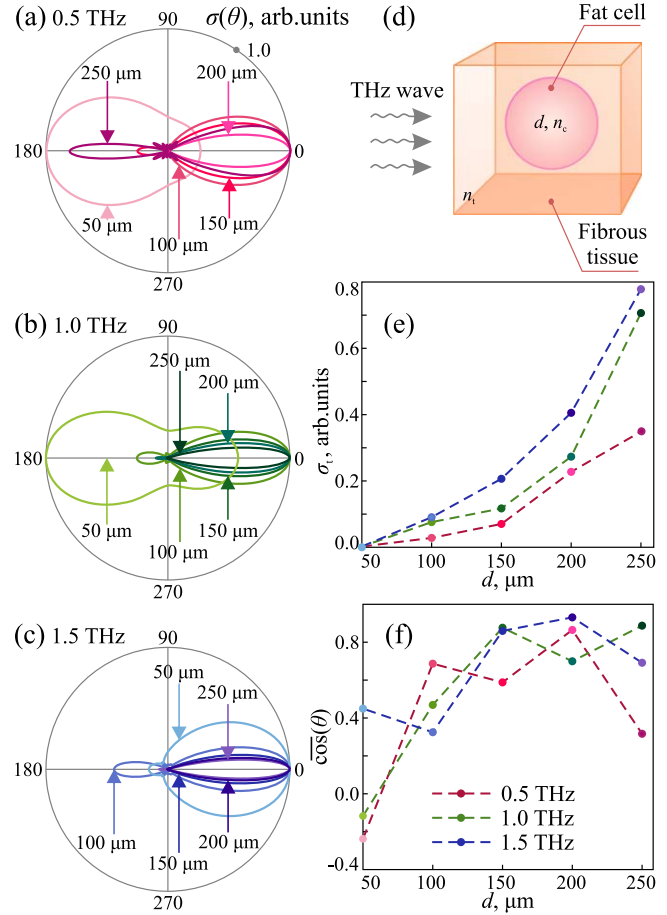 (a) 0.5 THz
90
σ(θ), arb.units
1.0
250 μm
200 μm
180
0
50 μm
100 μm
150 μm
270
(b) 1.0 THz
90
250 μm
200 μm
180
0
50 μm
100 μm
150 μm
270
(c) 1.5 THz
90
50 μm
250 μm
180
0
100 μm
150 μm
200 μm
270
(d)
Fat cell
THz wave
d, nc
nt
Fibrous
tissue
(e)
0.8
0.6
0.4
0.2
0.0
σt, arb.units
50 100 150 200 250
d, μm
(f)
0.8
0.4
0.0
-0.4
cos(θ)
0.5 THz
1.0 THz
1.5 THz
50 100 150 200 250
d, μm